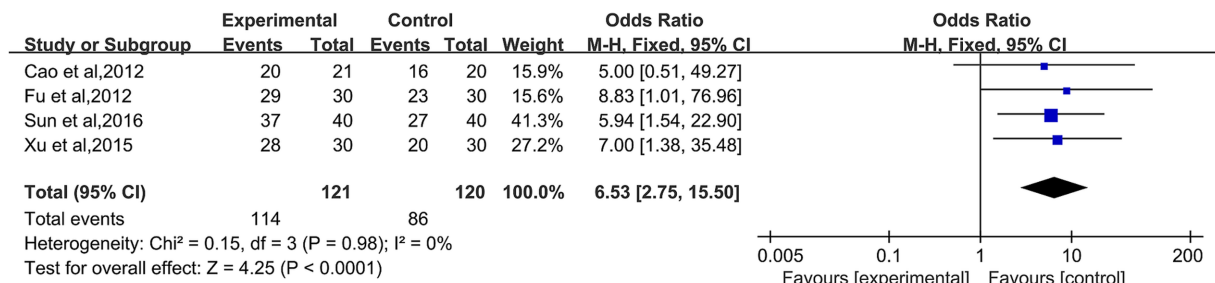 Experimental Control Odds Ratio Odds Ratio
Study or Subgroup Events Total Events Total Weight M-H, Fixed, 95% CI M-H, Fixed, 95% CI
Cao et al,2012 20 21 16 20 15.9% 5.00 [0.51, 49.27]
Fu et al,2012 29 30 23 30 15.6% 8.83 [1.01, 76.96]
Sun et al,2016 37 40 27 40 41.3% 5.94 [1.54, 22.90]
Xu et al,2015 28 30 20 30 27.2% 7.00 [1.38, 35.48]
Total (95% CI) 121 120 100.0% 6.53 [2.75, 15.50]
Total events 114 86
Heterogeneity: Chi² = 0.15, df = 3 (P = 0.98); I² = 0%
Test for overall effect: Z = 4.25 (P < 0.0001)
0.005 0.1 1 10 200
Favours [experimental] Favours [control]